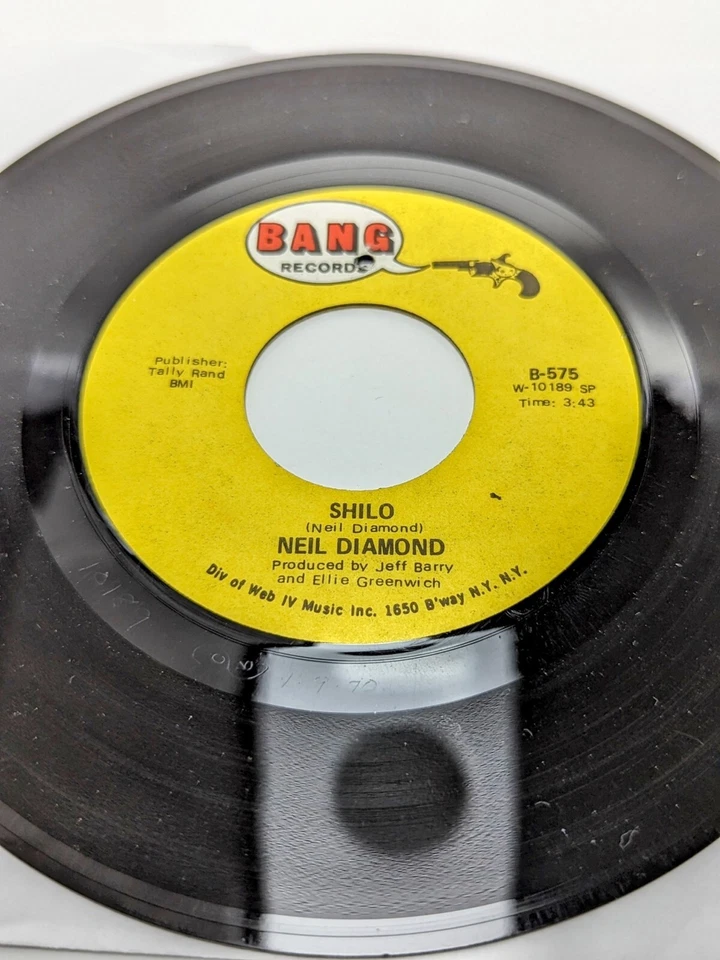 BANG
RECORDS
Publisher:
Tally Rand
BMI
B-575
W-10189 SP
Time: 3:43
SHILO
(Neil Diamond)
NEIL DIAMOND
Produced by Jeff Barry
and Ellie Greenwich
Div of Web IV Music Inc. 1650 B'way N.Y. N.Y.